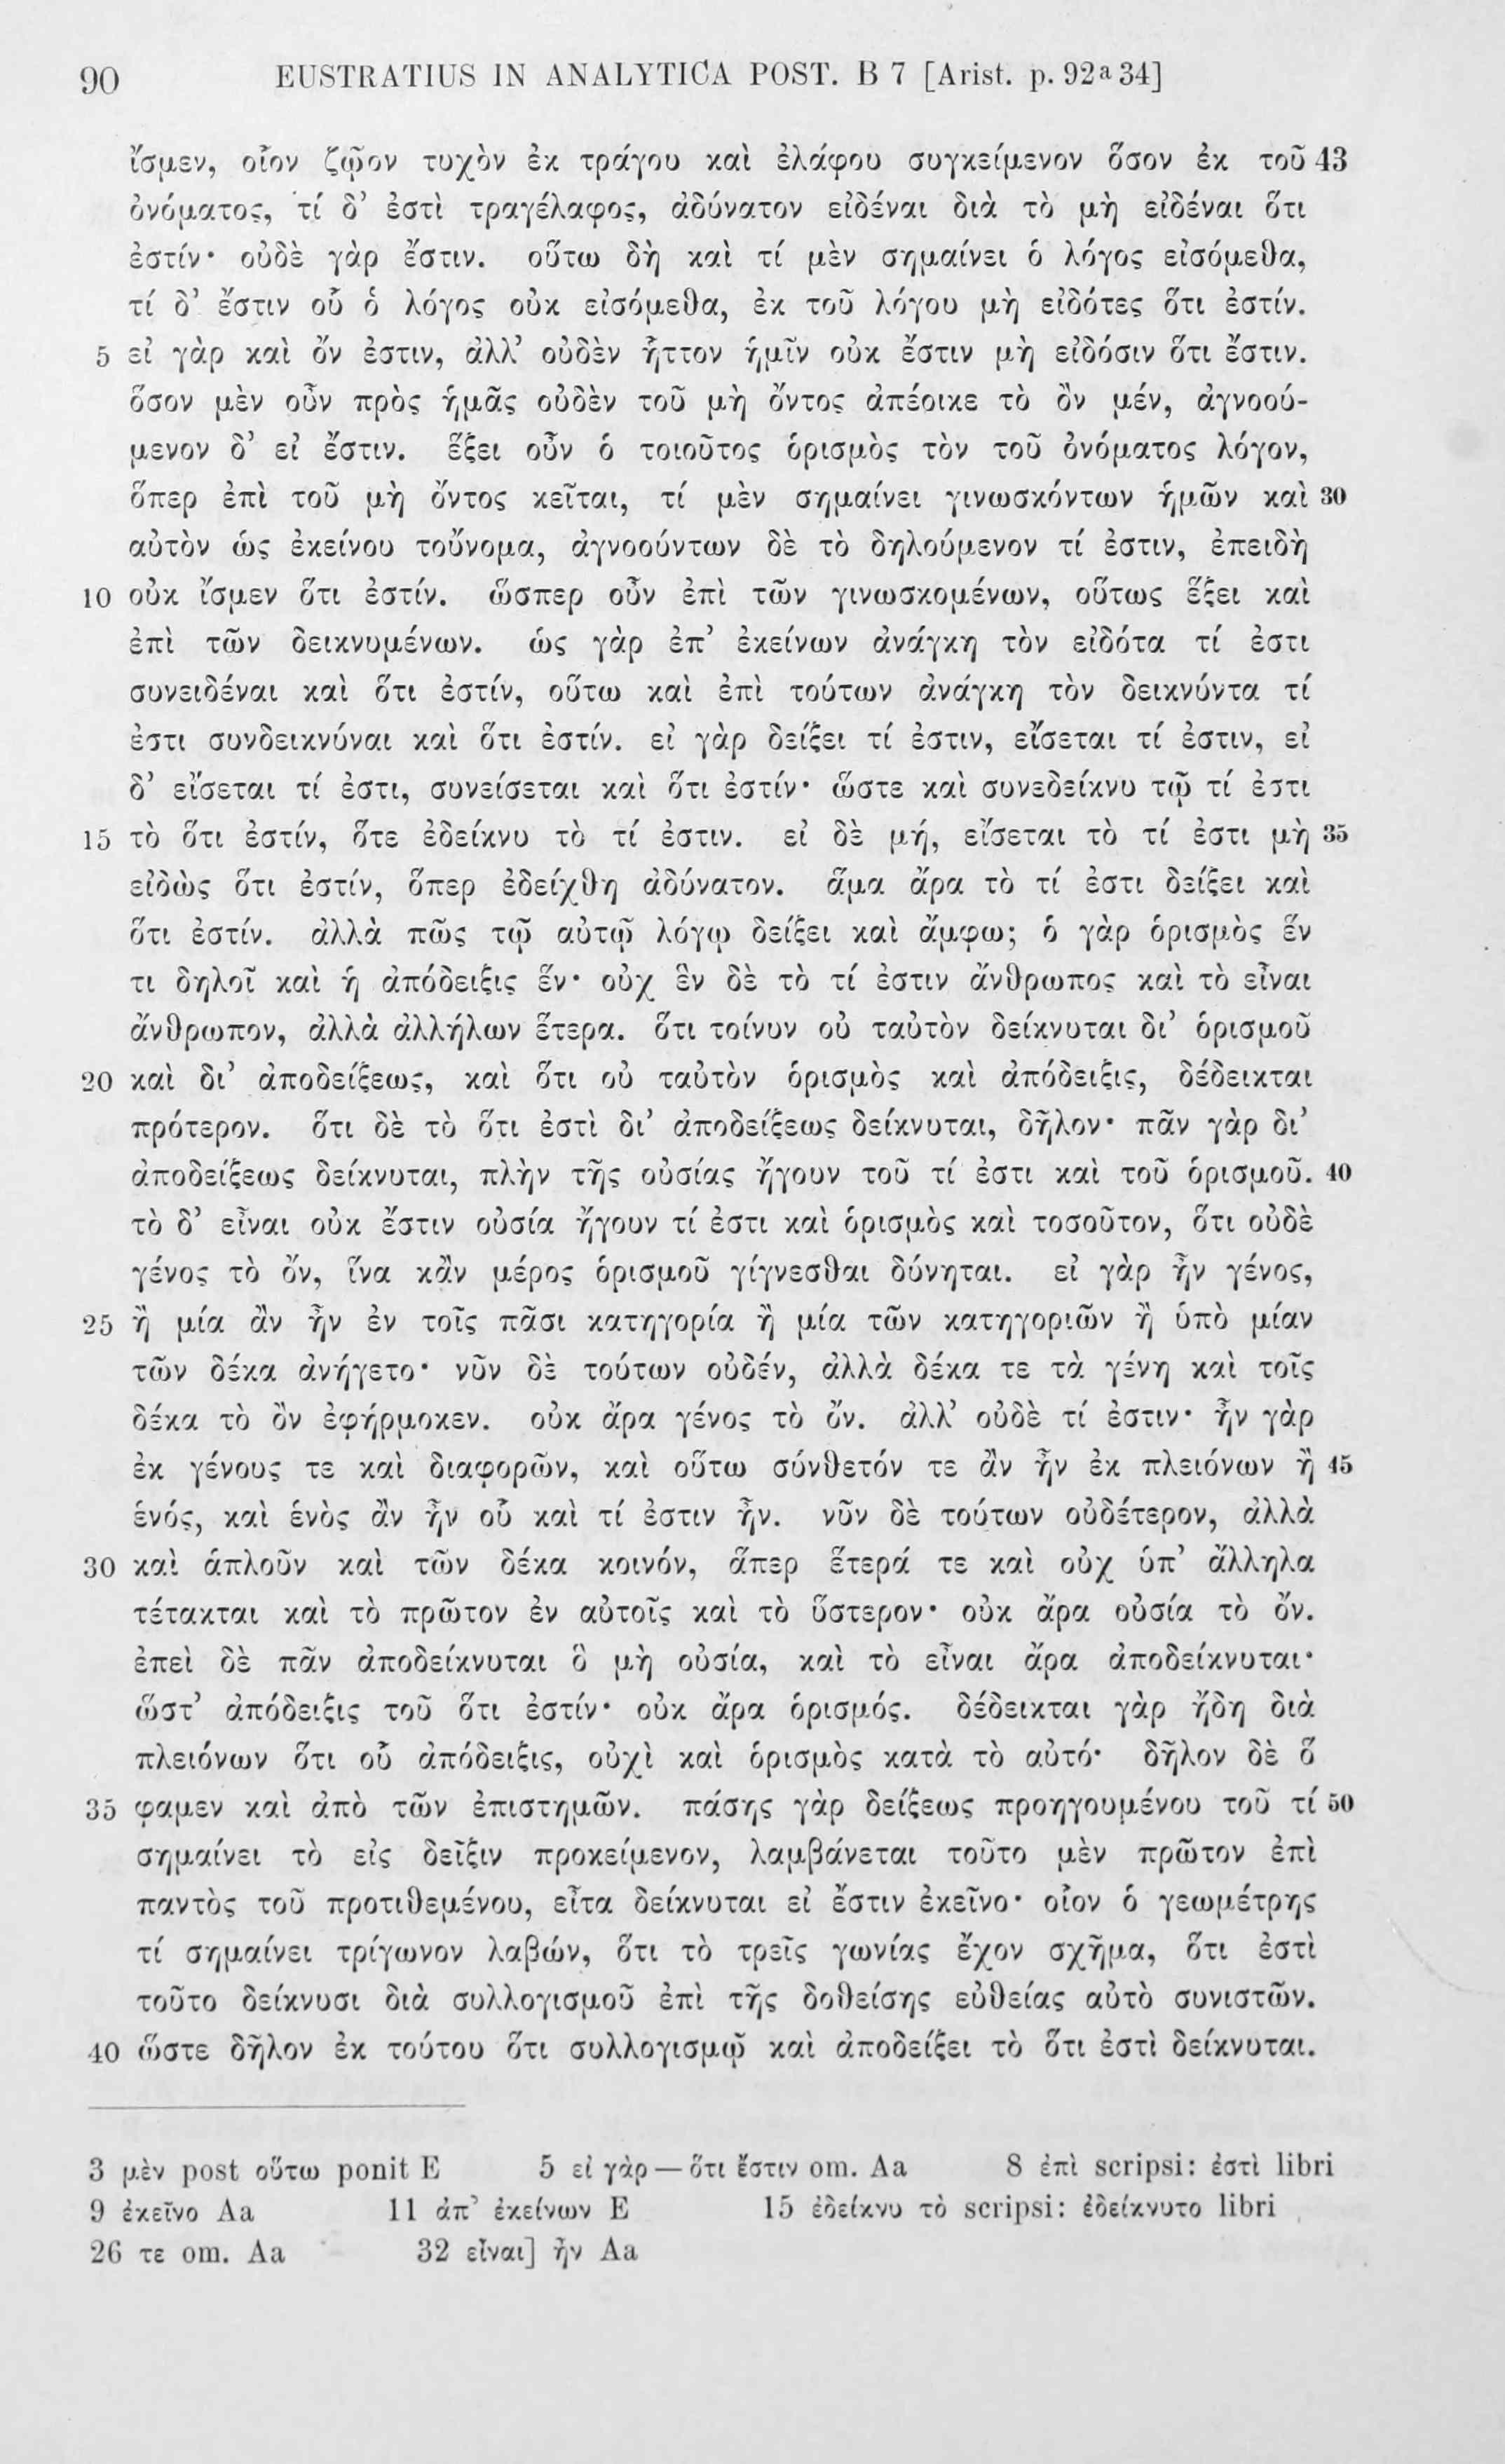 90 EUSTRATIUS IN ANALYTICA POST. B 7 [Arist. p. 92a34]
ἴσμεν, οἷον ζῷον τυχὸν ἐκ τράγου καὶ ἐλάφου συγκείμενον ὅσον ἐκ τοῦ 43
ὀνόματος, τί δ' ἐστὶ τραγέλαφος, ἀδύνατον εἰδέναι διὰ τὸ μὴ εἰδέναι ὅτι
ἐστίν· οὐδὲ γὰρ ἔστιν. οὕτω δὴ καὶ τί μὲν σημαίνει ὁ λόγος εἰσόμεθα,
τί δ' ἔστιν οὗ ὁ λόγος οὐκ εἰσόμεθα, ἐκ τοῦ λόγου μὴ εἰδότες ὅτι ἐστίν.
5 εἰ γὰρ καὶ ὄν ἐστιν, ἀλλ' οὐδὲν ἧττον ἡμῖν οὐκ ἔστιν μὴ εἰδόσιν ὅτι ἔστιν.
ὅσον μὲν οὖν πρὸς ἡμᾶς οὐδὲν τοῦ μὴ ὄντος ἀπέοικε τὸ ὂν μέν, ἀγνοού-
μενον δ' εἰ ἔστιν. ἕξει οὖν ὁ τοιοῦτος ὁρισμὸς τὸν τοῦ ὀνόματος λόγον,
ὅπερ ἐπὶ τοῦ μὴ ὄντος κεῖται, τί μὲν σημαίνει γινωσκόντων ἡμῶν καὶ 30
αὐτὸν ὡς ἐκείνου τοὔνομα, ἀγνοούντων δὲ τὸ δηλούμενον τί ἐστιν, ἐπειδὴ
10 οὐκ ἴσμεν ὅτι ἐστίν. ὥσπερ οὖν ἐπὶ τῶν γινωσκομένων, οὕτως ἕξει καὶ
ἐπὶ τῶν δεικνυμένων. ὡς γὰρ ἐπ' ἐκείνων ἀνάγκη τὸν εἰδότα τί ἐστι
συνειδέναι καὶ ὅτι ἐστίν, οὕτω καὶ ἐπὶ τούτων ἀνάγκη τὸν δεικνύντα τί
ἐστι συνδεικνύναι καὶ ὅτι ἐστίν. εἰ γὰρ δείξει τί ἐστιν, εἴσεται τί ἐστιν, εἰ
δ' εἴσεται τί ἐστι, συνείσεται καὶ ὅτι ἐστίν· ὥστε καὶ συνεδείκνυ τῷ τί ἐστι
15 τὸ ὅτι ἐστίν, ὅτε ἐδείκνυ τὸ τί ἐστιν. εἰ δὲ μή, εἴσεται τὸ τί ἐστι μὴ 35
εἰδὼς ὅτι ἐστίν, ὅπερ ἐδείχθη ἀδύνατον. ἅμα ἄρα τὸ τί ἐστι δείξει καὶ
ὅτι ἐστίν. ἀλλὰ πῶς τῷ αὐτῷ λόγῳ δείξει καὶ ἄμφω; ὁ γὰρ ὁρισμὸς ἕν
τι δηλοῖ καὶ ἡ ἀπόδειξις ἕν· οὐχ ἓν δὲ τὸ τί ἐστιν ἄνθρωπος καὶ τὸ εἶναι
ἄνθρωπον, ἀλλὰ ἀλλήλων ἕτερα. ὅτι τοίνυν οὐ ταὐτὸν δείκνυται δι' ὁρισμοῦ
20 καὶ δι' ἀποδείξεως, καὶ ὅτι οὐ ταὐτὸν ὁρισμὸς καὶ ἀπόδειξις, δέδεικται
πρότερον. ὅτι δὲ τὸ ὅτι ἐστὶ δι' ἀποδείξεως δείκνυται, δῆλον· πᾶν γὰρ δι'
ἀποδείξεως δείκνυται, πλὴν τῆς οὐσίας ἤγουν τοῦ τί ἐστι καὶ τοῦ ὁρισμοῦ. 40
τὸ δ' εἶναι οὐκ ἔστιν οὐσία ἤγουν τί ἐστι καὶ ὁρισμὸς καὶ τοσοῦτον, ὅτι οὐδὲ
γένος τὸ ὄν, ἵνα κἂν μέρος ὁρισμοῦ γίγνεσθαι δύνηται. εἰ γὰρ ἦν γένος,
25 ἢ μία ἂν ἦν ἐν τοῖς πᾶσι κατηγορία ἢ μία τῶν κατηγοριῶν ἢ ὑπὸ μίαν
τῶν δέκα ἀνήγετο· νῦν δὲ τούτων οὐδέν, ἀλλὰ δέκα τε τὰ γένη καὶ τοῖς
δέκα τὸ ὂν ἐφήρμοκεν. οὐκ ἄρα γένος τὸ ὄν. ἀλλ' οὐδὲ τί ἐστιν· ἦν γὰρ
ἐκ γένους τε καὶ διαφορῶν, καὶ οὕτω σύνθετόν τε ἂν ἦν ἐκ πλειόνων ἢ 45
ἑνός, καὶ ἑνὸς ἂν ἦν οὗ καὶ τί ἐστιν ἦν. νῦν δὲ τούτων οὐδέτερον, ἀλλὰ
30 καὶ ἁπλοῦν καὶ τῶν δέκα κοινόν, ἅπερ ἕτερά τε καὶ οὐχ ὑπ' ἄλληλα
τέτακται καὶ τὸ πρῶτον ἐν αὐτοῖς καὶ τὸ ὕστερον· οὐκ ἄρα οὐσία τὸ ὄν.
ἐπεὶ δὲ πᾶν ἀποδείκνυται ὃ μὴ οὐσία, καὶ τὸ εἶναι ἄρα ἀποδείκνυται·
ὥστ' ἀπόδειξις τοῦ ὅτι ἐστίν· οὐκ ἄρα ὁρισμός. δέδεικται γὰρ ἤδη διὰ
πλειόνων ὅτι οὗ ἀπόδειξις, οὐχὶ καὶ ὁρισμὸς κατὰ τὸ αὐτό· δῆλον δὲ ὅ
35 φαμεν καὶ ἀπὸ τῶν ἐπιστημῶν. πάσης γὰρ δείξεως προηγουμένου τοῦ τί 50
σημαίνει τὸ εἰς δεῖξιν προκείμενον, λαμβάνεται τοῦτο μὲν πρῶτον ἐπὶ
παντὸς τοῦ προτιθεμένου, εἶτα δείκνυται εἰ ἔστιν ἐκεῖνο· οἷον ὁ γεωμέτρης
τί σημαίνει τρίγωνον λαβών, ὅτι τὸ τρεῖς γωνίας ἔχον σχῆμα, ὅτι ἐστὶ
τοῦτο δείκνυσι διὰ συλλογισμοῦ ἐπὶ τῆς δοθείσης εὐθείας αὐτὸ συνιστῶν.
40 ὥστε δῆλον ἐκ τούτου ὅτι συλλογισμῷ καὶ ἀποδείξει τὸ ὅτι ἐστὶ δείκνυται.
3 μὲν post οὕτω ponit E 5 εἰ γὰρ — ὅτι ἔστιν om. Aa 8 ἐπὶ scripsi: ἐστὶ libri
9 ἐκεῖνο Aa 11 ἀπ' ἐκείνων E 15 ἐδείκνυ τὸ scripsi: ἐδείκνυτο libri
26 τε om. Aa 32 εἶναι] ἦν Aa